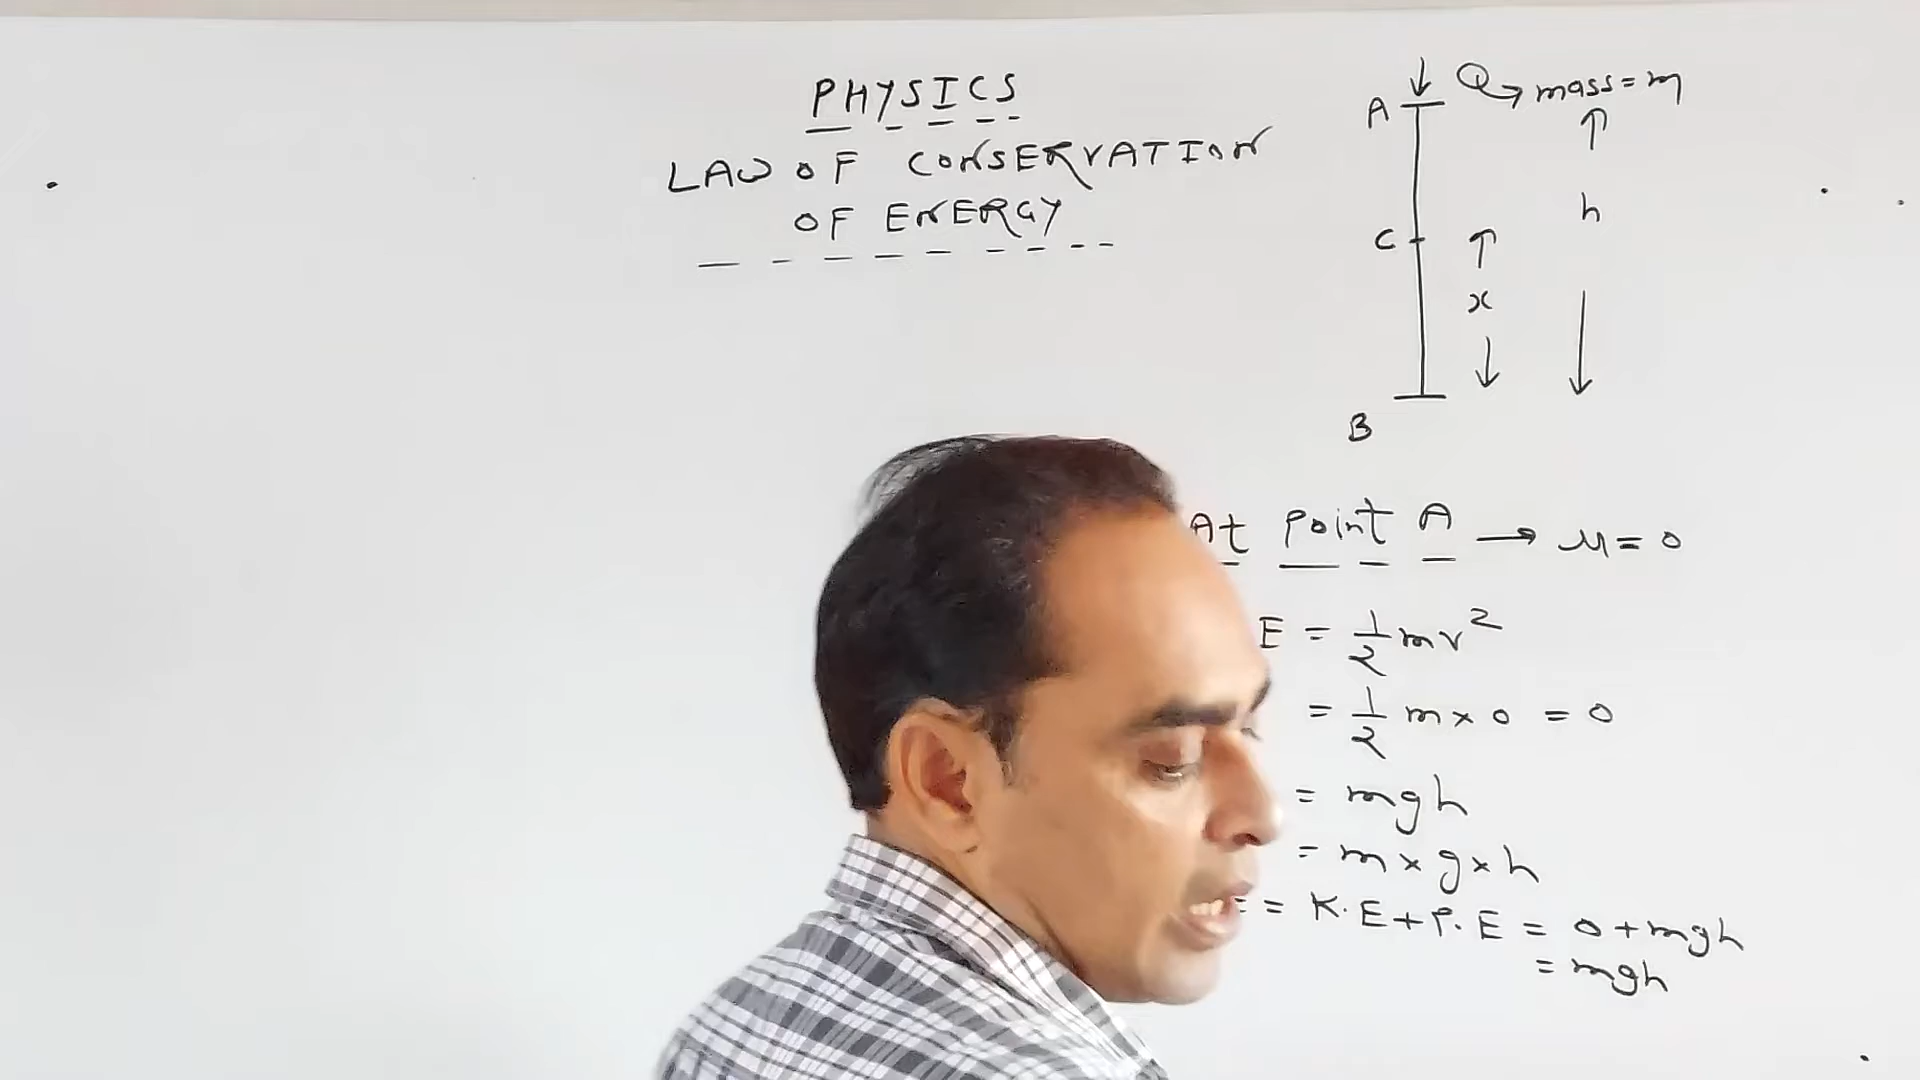 PHYSICS
LAW OF CONSERVATION
OF ENERGY
A mass = m
h
C
x
B
At point A → u = 0
E = 1/2 mv²
= 1/2 m × 0 = 0
= mgh
= m × g × h
= K.E + P.E = 0 + mgh
= mgh